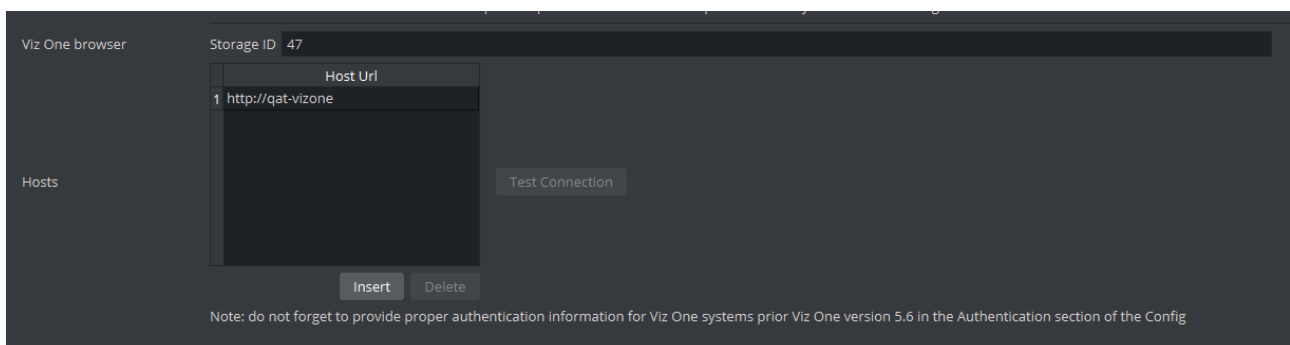 Viz One browser
Storage ID 47
Host Url
1 http://qat-vizone
Hosts
Test Connection
Insert Delete
Note: do not forget to provide proper authentication information for Viz One systems prior Viz One version 5.6 in the Authentication section of the Config